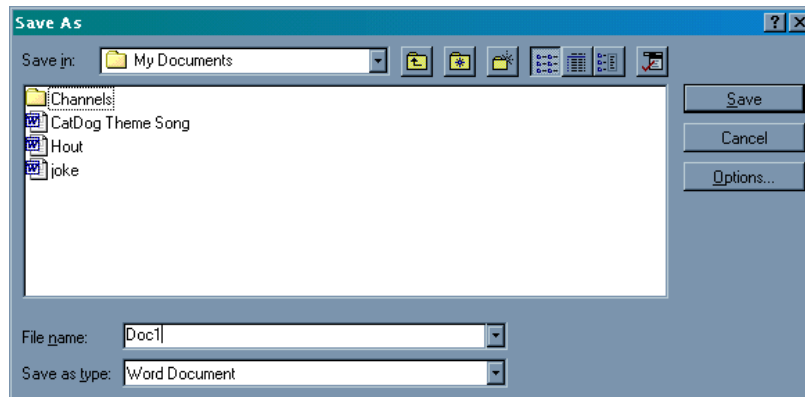 Save As
Save in: My Documents
Channels
CatDog Theme Song
Hout
joke
Save
Cancel
Options...
File name: Doc1
Save as type: Word Document